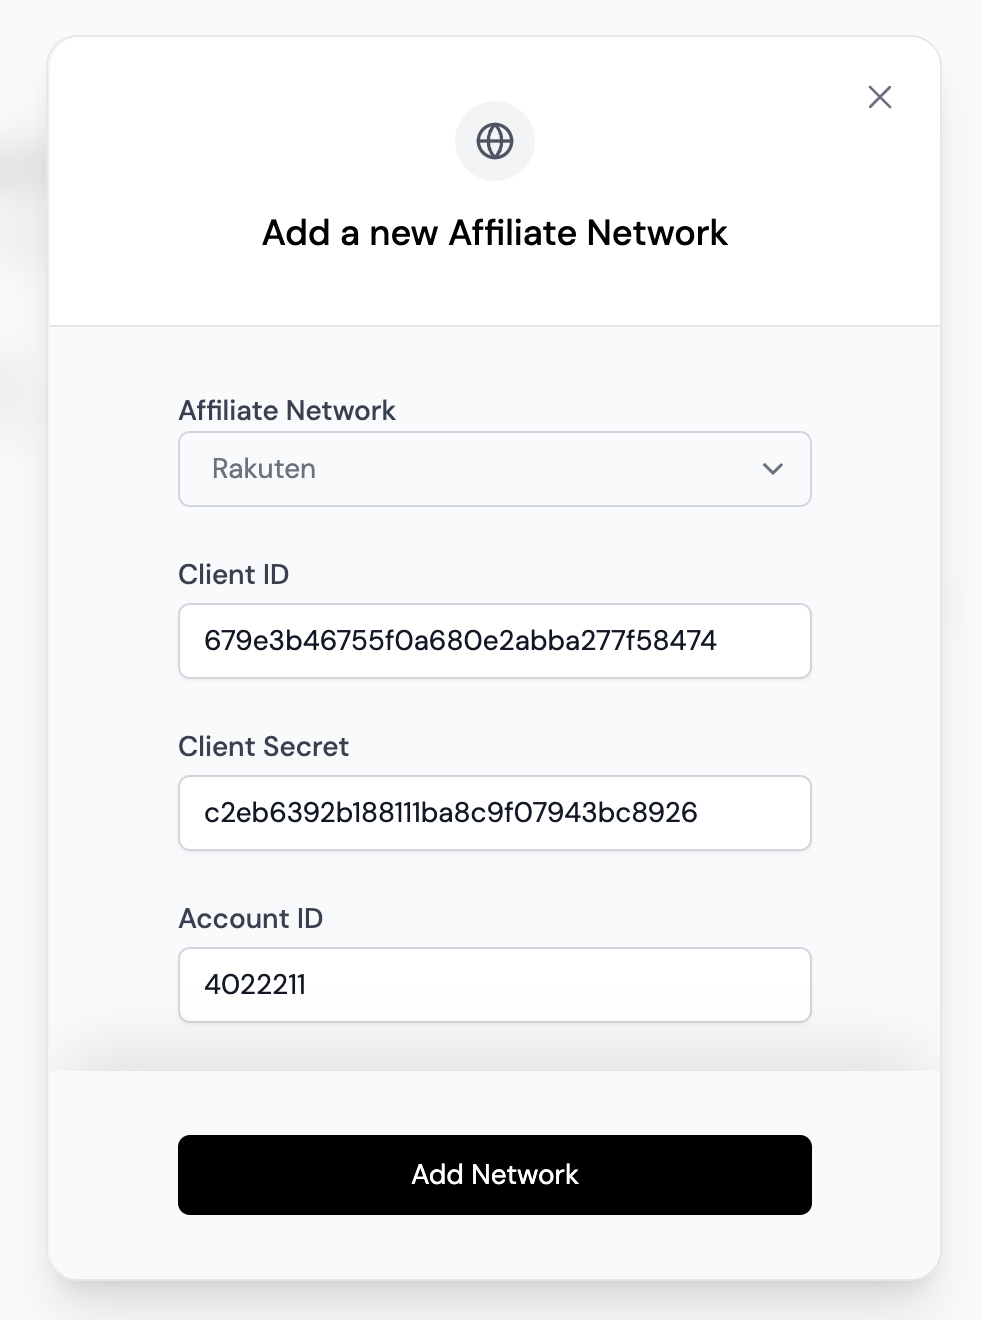 Add a new Affiliate Network
Affiliate Network
Rakuten
Client ID
679e3b46755f0a680e2abba277f58474
Client Secret
c2eb6392b188111ba8c9f07943bc8926
Account ID
4022211
Add Network